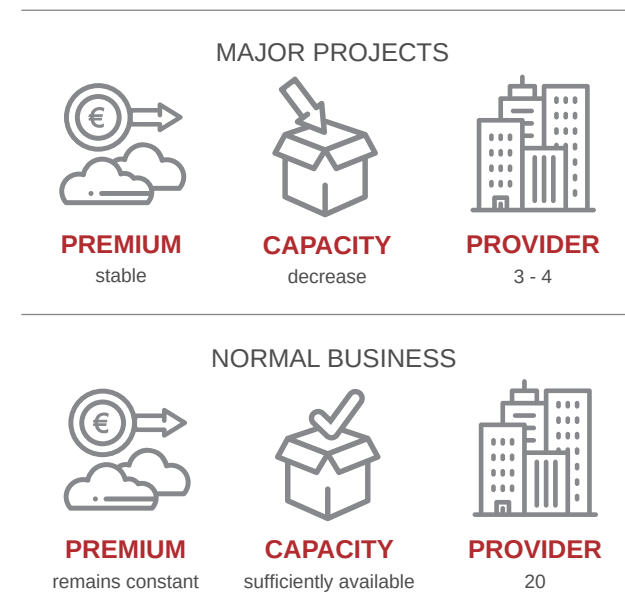 MAJOR PROJECTS
€
PREMIUM CAPACITY PROVIDER
stable decrease 3 - 4
NORMAL BUSINESS
€
PREMIUM CAPACITY PROVIDER
remains constant sufficiently available 20